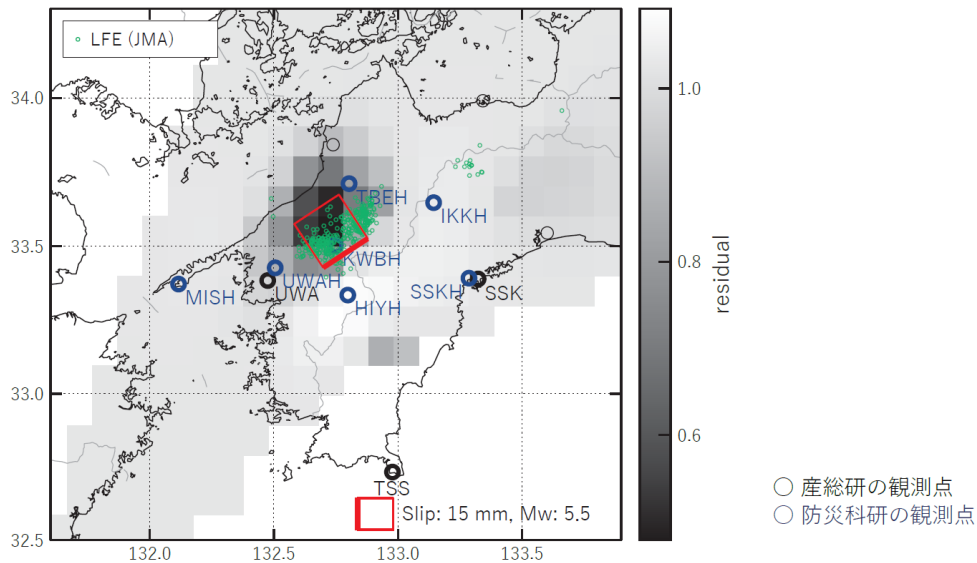 LFE (JMA)
34.0
33.5
33.0
32.5
132.0
132.5
133.0
133.5
TBEH
IKKH
KWBH
UWAH
UWA
MISH
HIYH
SSKH
SSK
TSS
Slip: 15 mm, Mw: 5.5
1.0
0.8
0.6
residual
産総研の観測点
防災科研の観測点